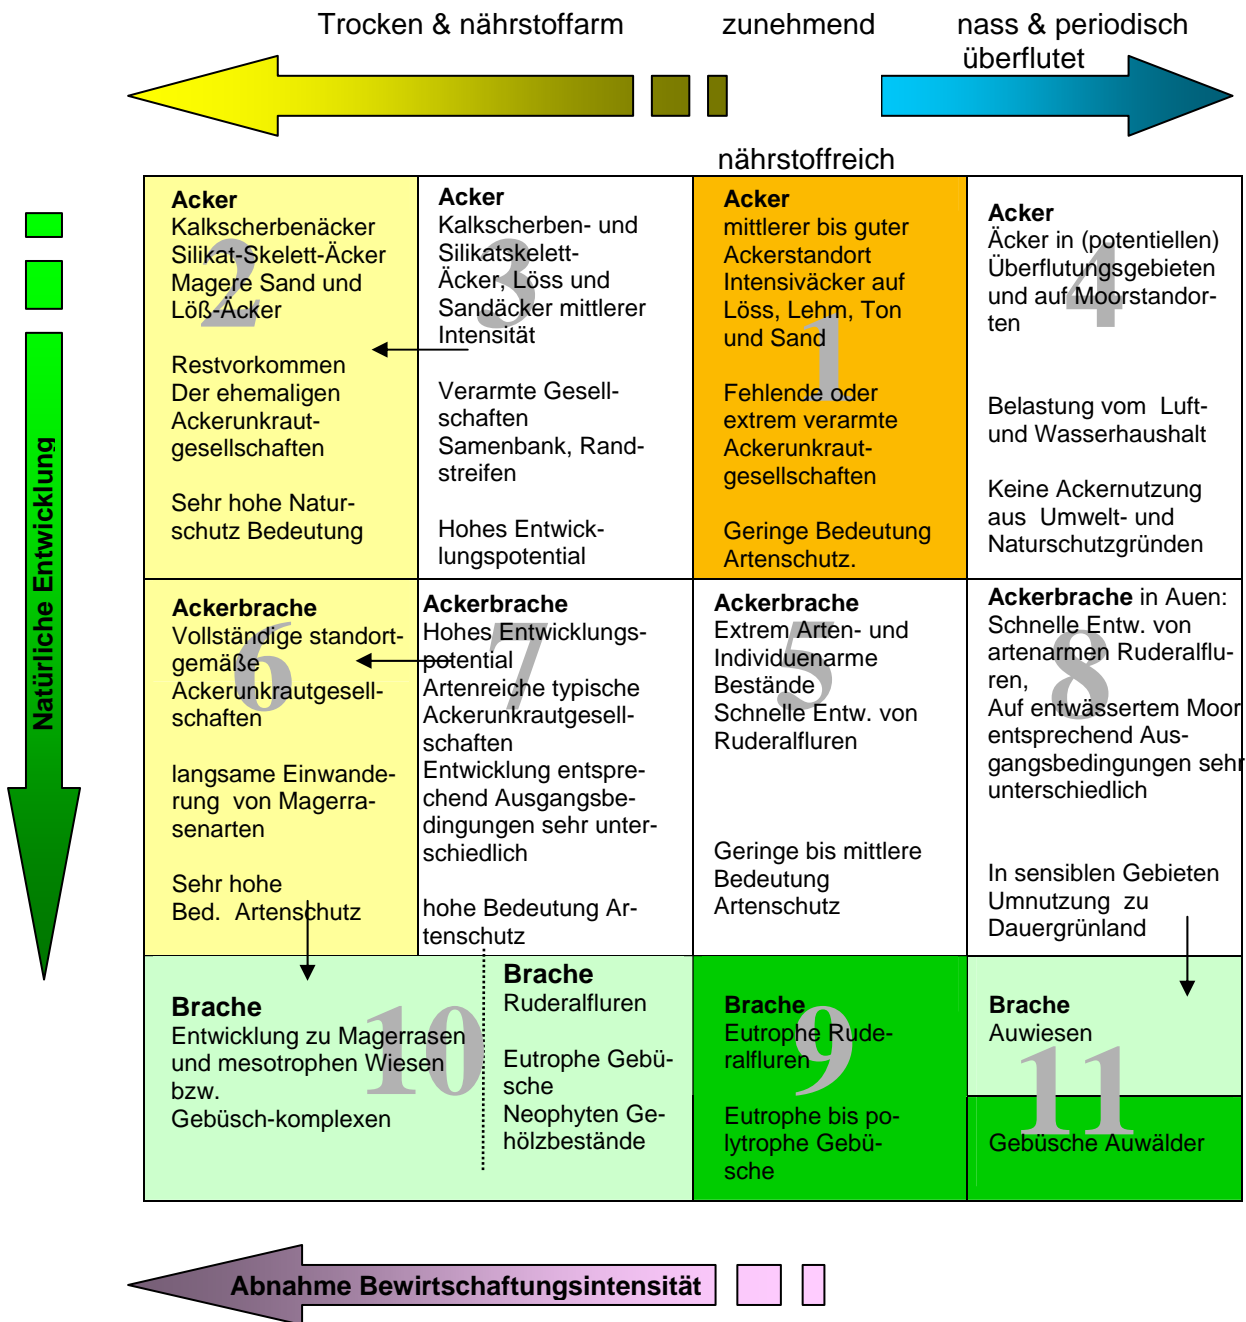 Trocken & nährstoffarm
zunehmend
nass & periodisch
überflutet
nährstoffreich
Natürliche Entwicklung
2
Acker
Kalkscherbenäcker
Silikat-Skelett-Äcker
Magere Sand und
Löß-Äcker
Restvorkommen
Der ehemaligen
Ackerunkraut-
gesellschaften
Sehr hohe Natur-
schutz Bedeutung
3
Acker
Kalkscherben- und
Silikatskelett-
Äcker, Löss und
Sandäcker mittlerer
Intensität
Verarmte Gesell-
schaften
Samenbank, Rand-
streifen
Hohes Entwick-
lungspotential
1
Acker
mittlerer bis guter
Ackerstandort
Intensiväcker auf
Löss, Lehm, Ton
und Sand
Fehlende oder
extrem verarmte
Ackerunkraut-
gesellschaften
Geringe Bedeutung
Artenschutz.
4
Acker
Äcker in (potentiellen)
Überflutungsgebieten
und auf Moorstandor-
ten
Belastung vom Luft-
und Wasserhaushalt
Keine Ackernutzung
aus Umwelt- und
Naturschutzgründen
6
Ackerbrache
Vollständige standort-
gemäße
Ackerunkrautgesell-
schaften
langsame Einwande-
rung von Magerra-
senarten
Sehr hohe
Bed. Artenschutz
7
Ackerbrache
Hohes Entwicklungs-
potential
Artenreiche typische
Ackerunkrautgesell-
schaften
Entwicklung entspre-
chend Ausgangsbe-
dingungen sehr unter-
schiedlich
hohe Bedeutung Ar-
tenschutz
5
Ackerbrache
Extrem Arten- und
Individuenarme
Bestände
Schnelle Entw. von
Ruderalfluren
Geringe bis mittlere
Bedeutung
Artenschutz
8
Ackerbrache in Auen:
Schnelle Entw. von
artenarmen Ruderalflu-
ren,
Auf entwässertem Moor
entsprechend Aus-
gangsbedingungen sehr
unterschiedlich
In sensiblen Gebieten
Umnutzung zu
Dauergrünland
10
Brache
Entwicklung zu Magerrasen
und mesotrophen Wiesen
bzw.
Gebüsch-komplexen
Brache
Ruderalfluren
Eutrophe Gebü-
sche
Neophyten Ge-
hölzbestände
9
Brache
Eutrophe Rude-
ralfluren
Eutrophe bis po-
lytrophe Gebü-
sche
11
Brache
Auwiesen
Gebüsche Auwälder
Abnahme Bewirtschaftungsintensität